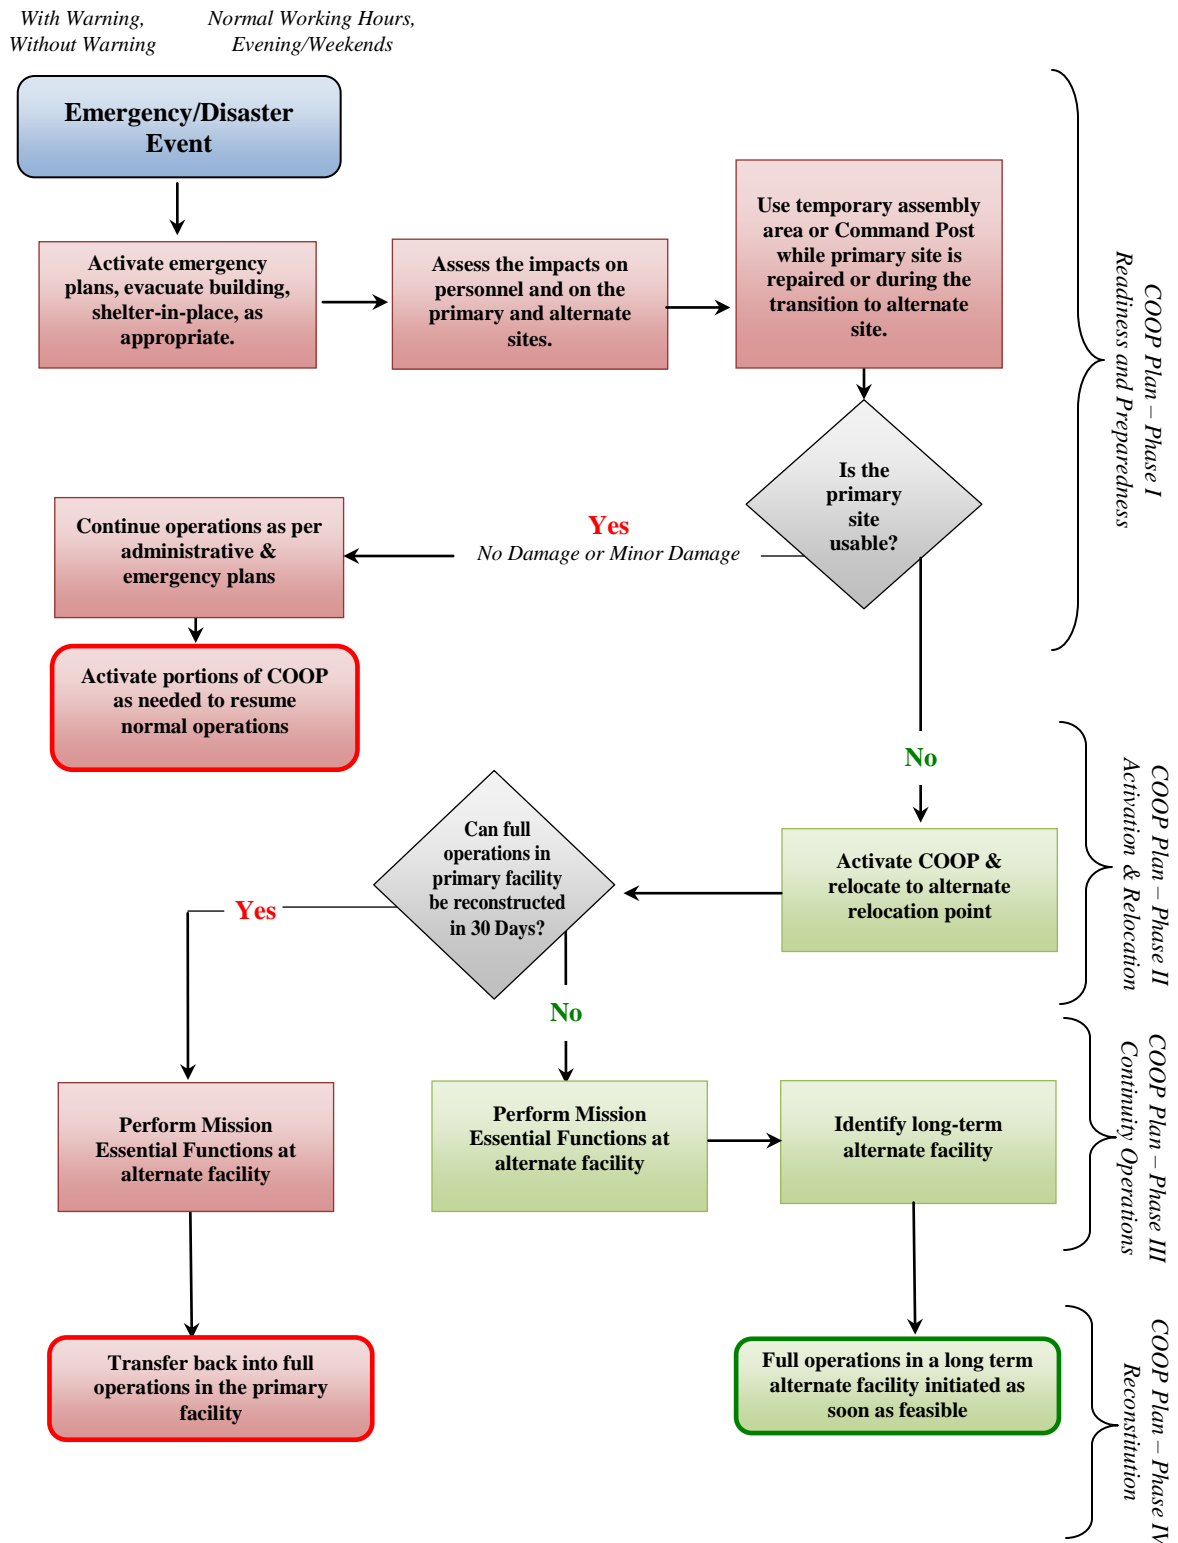 With Warning,
Without Warning
Normal Working Hours,
Evening/Weekends
Emergency/Disaster
Event
Activate emergency
plans, evacuate building,
shelter-in-place, as
appropriate.
Assess the impacts on
personnel and on the
primary and alternate
sites.
Use temporary assembly
area or Command Post
while primary site is
repaired or during the
transition to alternate
site.
COOP Plan – Phase I
Readiness and Preparedness
Is the
primary
site
usable?
Yes
No Damage or Minor Damage
Continue operations as per
administrative &
emergency plans
Activate portions of COOP
as needed to resume
normal operations
No
Activate COOP &
relocate to alternate
relocation point
COOP Plan – Phase II
Activation & Relocation
Can full
operations in
primary facility
be reconstructed
in 30 Days?
Yes
No
Perform Mission
Essential Functions at
alternate facility
Perform Mission
Essential Functions at
alternate facility
Identify long-term
alternate facility
COOP Plan – Phase III
Continuity Operations
Transfer back into full
operations in the primary
facility
Full operations in a long term
alternate facility initiated as
soon as feasible
COOP Plan – Phase IV
Reconstitution